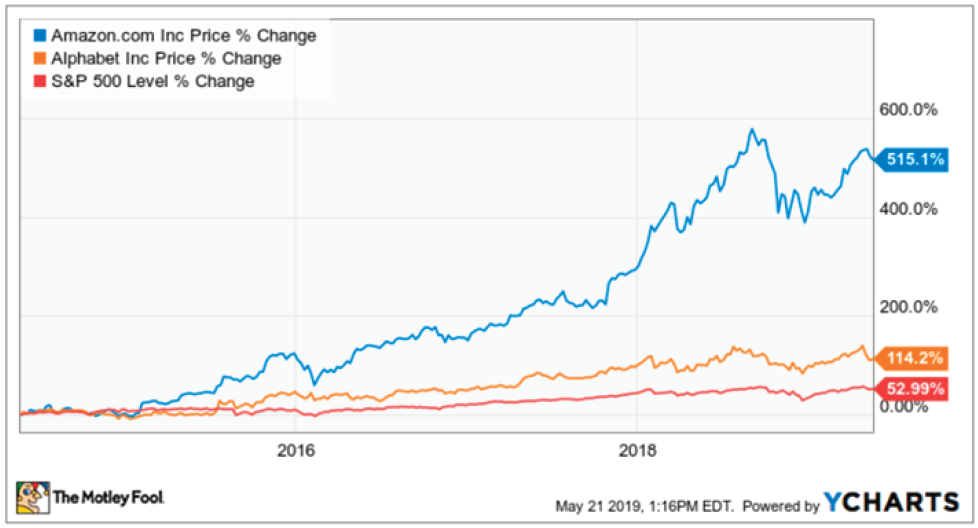 Amazon.com Inc Price % Change
Alphabet Inc Price % Change
S&P 500 Level % Change
600.0%
515.1%
400.0%
200.0%
114.2%
52.99%
0.00%
2016 2018
The Motley Fool
May 21 2019, 1:16PM EDT. Powered by YCHARTS